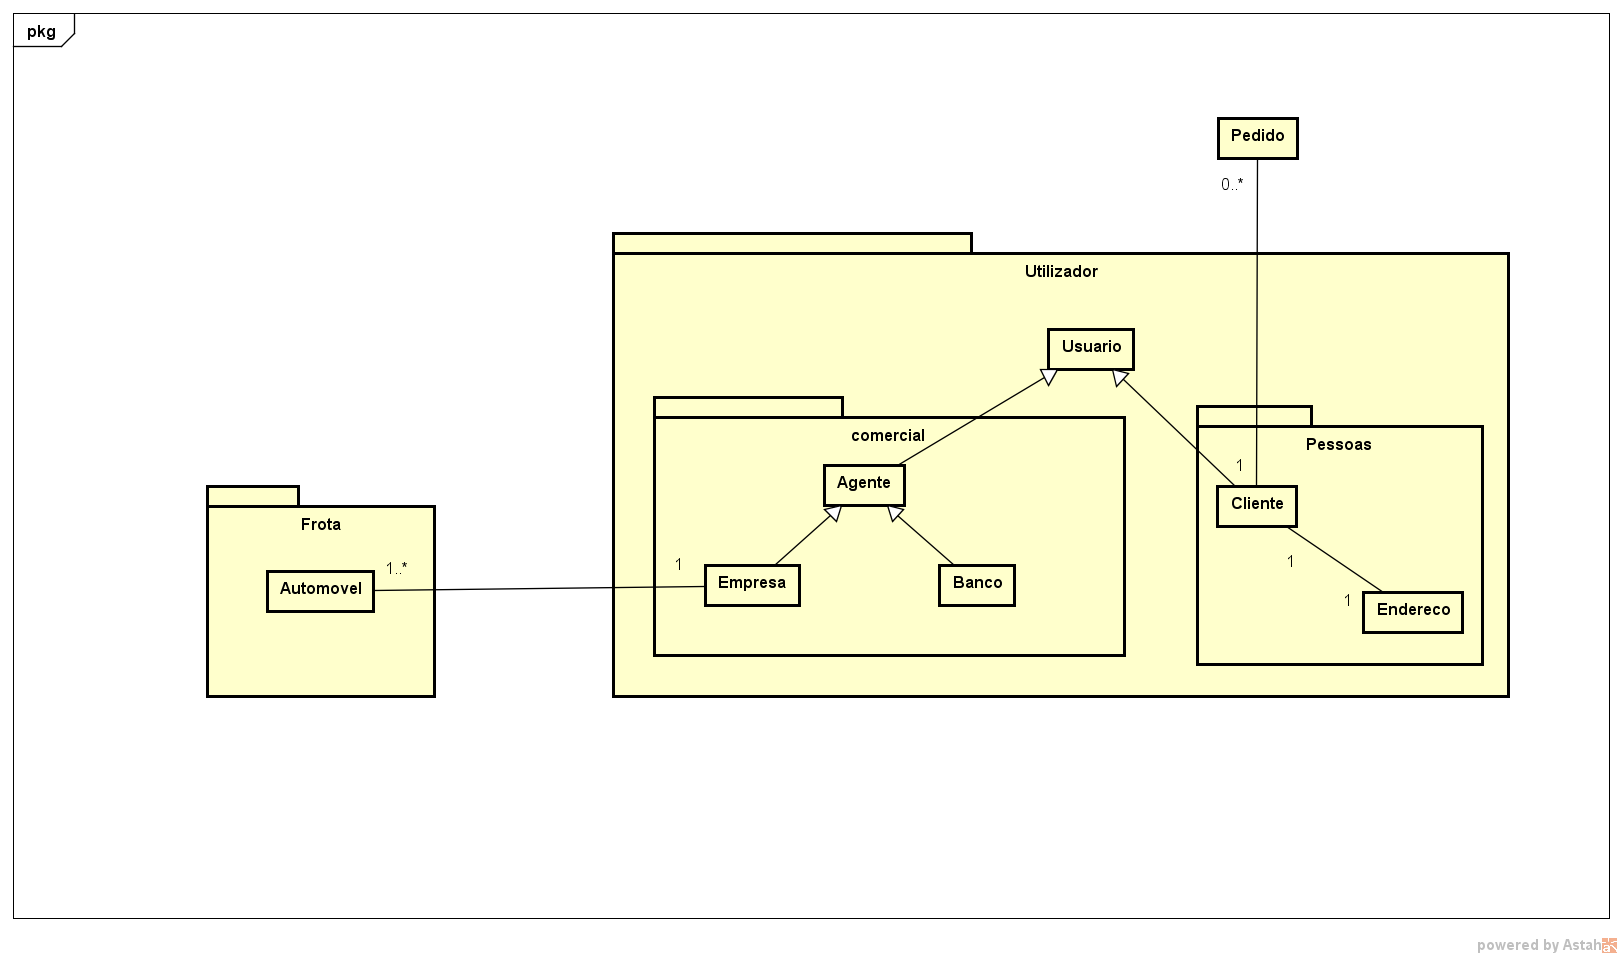 pkg
Pedido
0..*
Utilizador
Usuario
comercial
Pessoas
1
Agente
Cliente
Frota
1..*
1
Automovel
Empresa
Banco
1
1
Endereco
powered by Astah